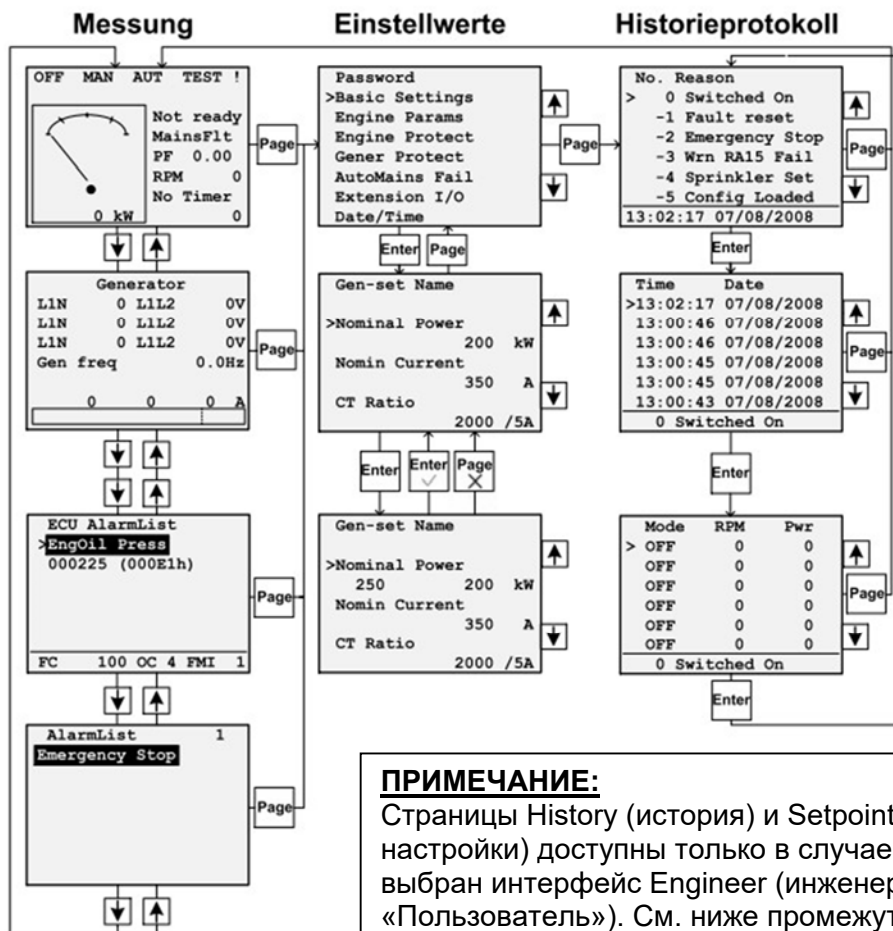 Messung
OFF MAN AUT TEST !
Not ready
MainsFlt
PF 0.00
RPM 0
No Timer
0 kW 0
Page
Generator
L1N 0 L1L2 0V
L1N 0 L1L2 0V
L1N 0 L1L2 0V
Gen freq 0.0Hz
0 0 0 A
Page
ECU AlarmList
>EngOil Press
000225 (000E1h)
FC 100 OC 4 FMI 1
Page
AlarmList 1
Emergency Stop
Page
Einstellwerte
Password
>Basic Settings
Engine Params
Engine Protect
Gener Protect
AutoMains Fail
Extension I/O
Date/Time
Page
Enter Page
Gen-set Name
>Nominal Power
200 kW
Nomin Current
350 A
CT Ratio
2000 /5A
Enter Enter Page
Gen-set Name
>Nominal Power
250 200 kW
Nomin Current
350 A
CT Ratio
2000 /5A
Historieprotokoll
No. Reason
> 0 Switched On
-1 Fault reset
-2 Emergency Stop
-3 Wrn RA15 Fail
-4 Sprinkler Set
-5 Config Loaded
13:02:17 07/08/2008
Page
Enter
Time Date
>13:02:17 07/08/2008
13:00:46 07/08/2008
13:00:46 07/08/2008
13:00:45 07/08/2008
13:00:45 07/08/2008
13:00:43 07/08/2008
0 Switched On
Page
Enter
Mode RPM Pwr
> OFF 0 0
OFF 0 0
OFF 0 0
OFF 0 0
OFF 0 0
OFF 0 0
0 Switched On
Page
Enter
ПРИМЕЧАНИЕ:
Страницы History (история) и Setpoint
настройки) доступны только в случае
выбран интерфейс Engineer (инженер
«Пользователь»). См. ниже промежут